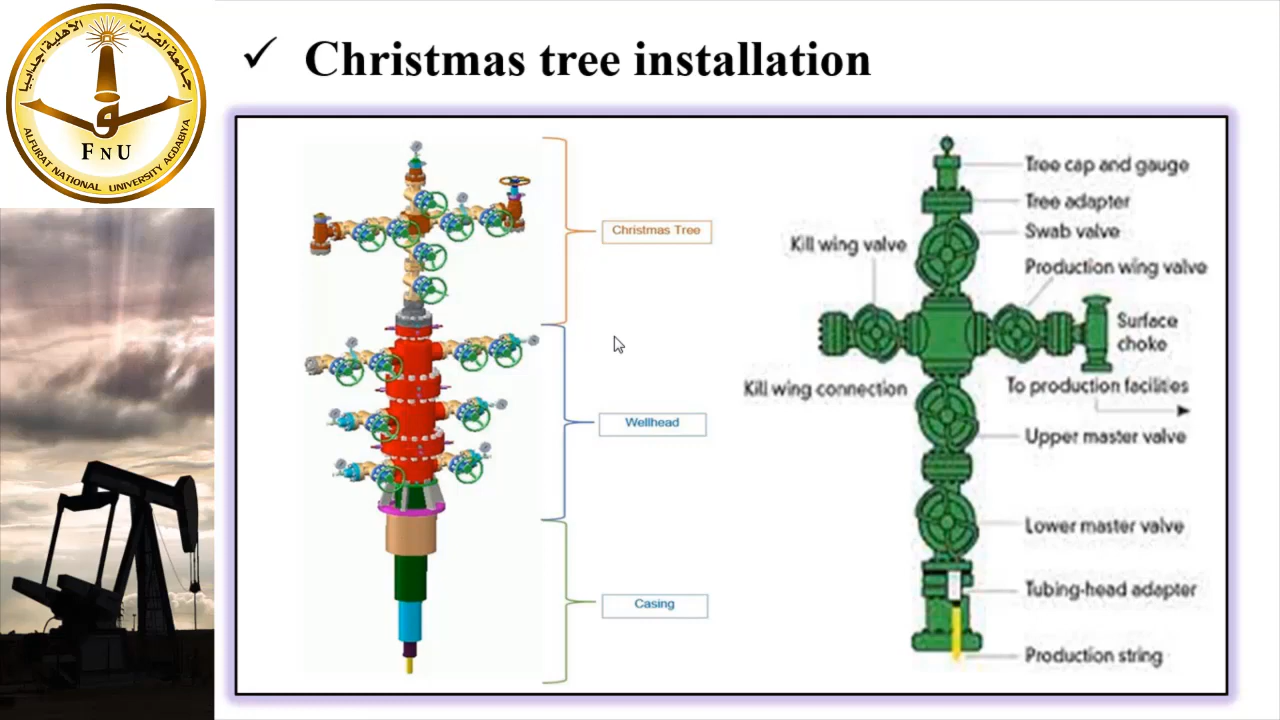 جامعة الفرات الأهلية اجدابيا
FNU
ALFURAT NATIONAL UNIVERSITY AGDABIYA
✓ Christmas tree installation
Christmas Tree
Wellhead
Casing
Tree cap and gauge
Tree adapter
Swab valve
Kill wing valve
Production wing valve
Surface
choke
Kill wing connection
To production facilities
Upper master valve
Lower master valve
Tubing-head adapter
Production string